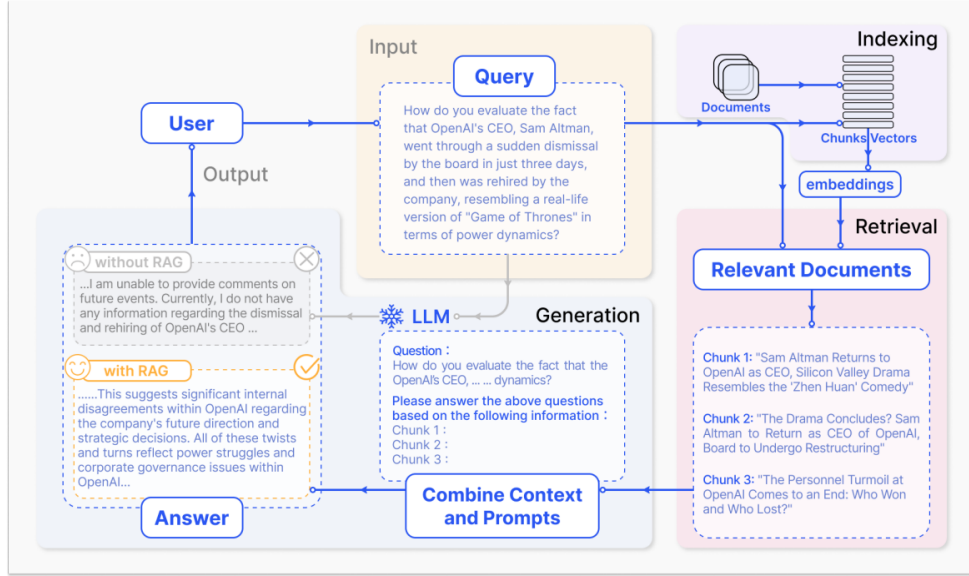 Input
Indexing
Query
Documents
Chunks Vectors
User
How do you evaluate the fact
that OpenAI's CEO, Sam Altman,
went through a sudden dismissal
by the board in just three days,
and then was rehired by the
company, resembling a real-life
version of "Game of Thrones" in
terms of power dynamics?
embeddings
Output
Retrieval
Relevant Documents
without RAG
...I am unable to provide comments on
future events. Currently, I do not have
any information regarding the dismissal
and rehiring of OpenAI's CEO ...
LLM
Generation
Question :
How do you evaluate the fact that the
OpenAI's CEO, ... ... dynamics?
Please answer the above questions
based on the following information :
Chunk 1 :
Chunk 2 :
Chunk 3 :
with RAG
......This suggests significant internal
disagreements within OpenAI regarding
the company's future direction and
strategic decisions. All of these twists
and turns reflect power struggles and
corporate governance issues within
OpenAI...
Chunk 1: "Sam Altman Returns to
OpenAI as CEO, Silicon Valley Drama
Resembles the 'Zhen Huan' Comedy"
Chunk 2: "The Drama Concludes? Sam
Altman to Return as CEO of OpenAI,
Board to Undergo Restructuring"
Chunk 3: "The Personnel Turmoil at
OpenAI Comes to an End: Who Won
and Who Lost?"
Combine Context
and Prompts
Answer